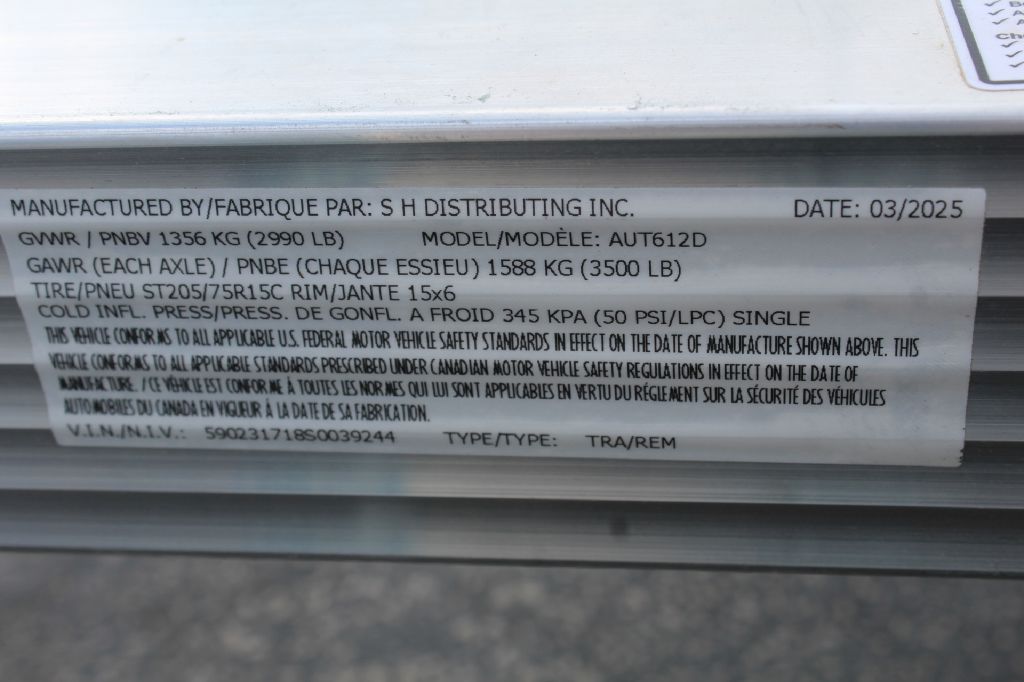 MANUFACTURED BY/FABRIQUE PAR: S H DISTRIBUTING INC. DATE: 03/2025
GVWR / PNBV 1356 KG (2990 LB) MODEL/MODÈLE: AUT612D
GAWR (EACH AXLE) / PNBE (CHAQUE ESSIEU) 1588 KG (3500 LB)
TIRE/PNEU ST205/75R15C RIM/JANTE 15x6
COLD INFL. PRESS/PRESS. DE GONFL. A FROID 345 KPA (50 PSI/LPC) SINGLE
THIS VEHICLE CONFORMS TO ALL APPLICABLE U.S. FEDERAL MOTOR VEHICLE SAFETY STANDARDS IN EFFECT ON THE DATE OF MANUFACTURE SHOWN ABOVE. THIS
VEHICLE CONFORMS TO ALL APPLICABLE STANDARDS PRESCRIBED UNDER CANADIAN MOTOR VEHICLE SAFETY REGULATIONS IN EFFECT ON THE DATE OF
MANUFACTURE. / CE VÉHICLE EST CONFORME À TOUTES LES NORMES QUI LUI SONT APPLICABLES EN VERTU DU RÉGLEMENT SUR LA SÉCURITÉ DES VÉHICULES
AUTOMOBILES DU CANADA EN VIGUEUR À LA DATE DE SA FABRICATION.
V.I.N./N.I.V.: 590231718S0039244 TYPE/TYPE: TRA/REM